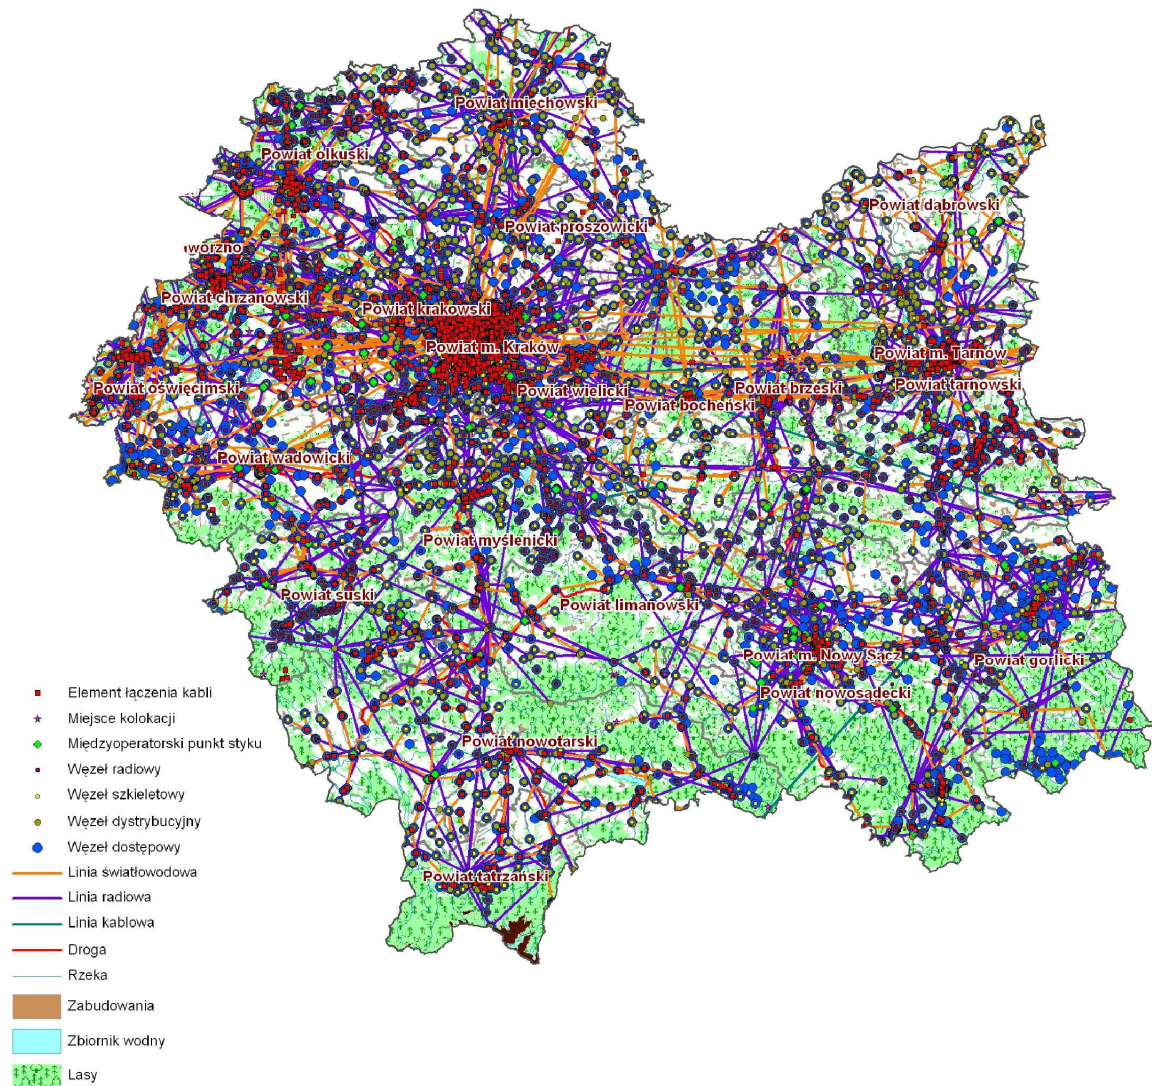 Powiat miechowski
Powiat olkuski
Powiat dąbrowski
Powiat proszowicki
worzno
Powiat chrzanowski
Powiat krakowski
Powiat m. Kraków
Powiat m. Tarnów
Powiat oświęcimski
Powiat wielicki
Powiat brzeski
Powiat tarnowski
Powiat bocheński
Powiat wadowicki
Powiat myślenicki
Powiat suski
Powiat limanowski
Powiat m. Nowy Sącz
Powiat gorlicki
Powiat nowosądecki
Powiat nowotarski
Powiat tatrzański
Element łączenia kabli
Miejsce kolokacji
Międzyoperatorski punkt styku
Węzeł radiowy
Węzeł szkieletowy
Węzeł dystrybucyjny
Węzeł dostępowy
Linia światłowodowa
Linia radiowa
Linia kablowa
Droga
Rzeka
Zabudowania
Zbiornik wodny
Lasy